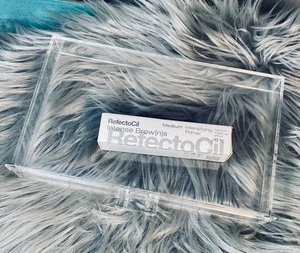 RefectoCil
Intense Brow[n]s
Medium Intensifying
Primer
RefectoCil